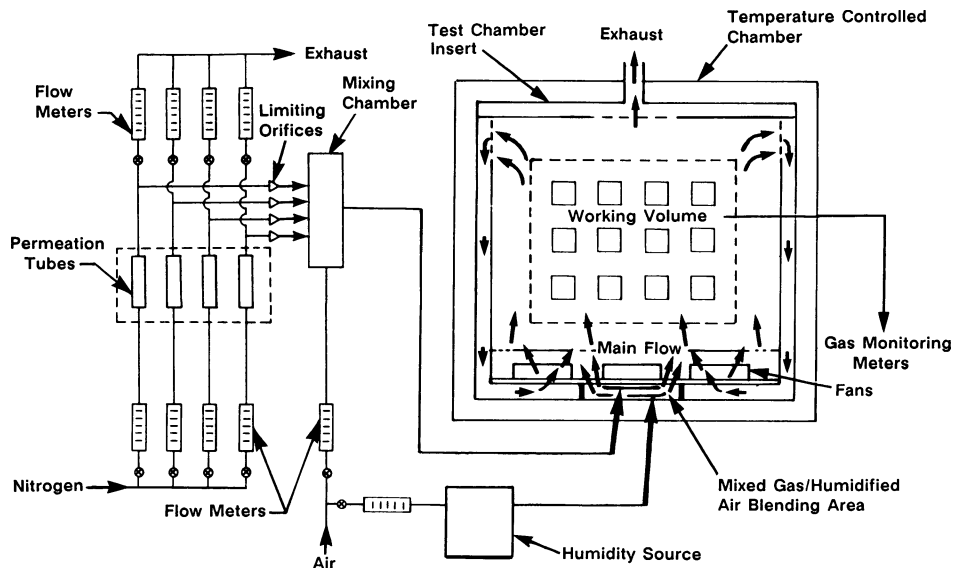 Exhaust
Flow
Meters
Limiting
Orifices
Mixing
Chamber
Permeation
Tubes
Nitrogen
Flow Meters
Air
Humidity Source
Test Chamber
Insert
Exhaust
Temperature Controlled
Chamber
Working Volume
Main Flow
Gas Monitoring
Meters
Fans
Mixed Gas/Humidified
Air Blending Area